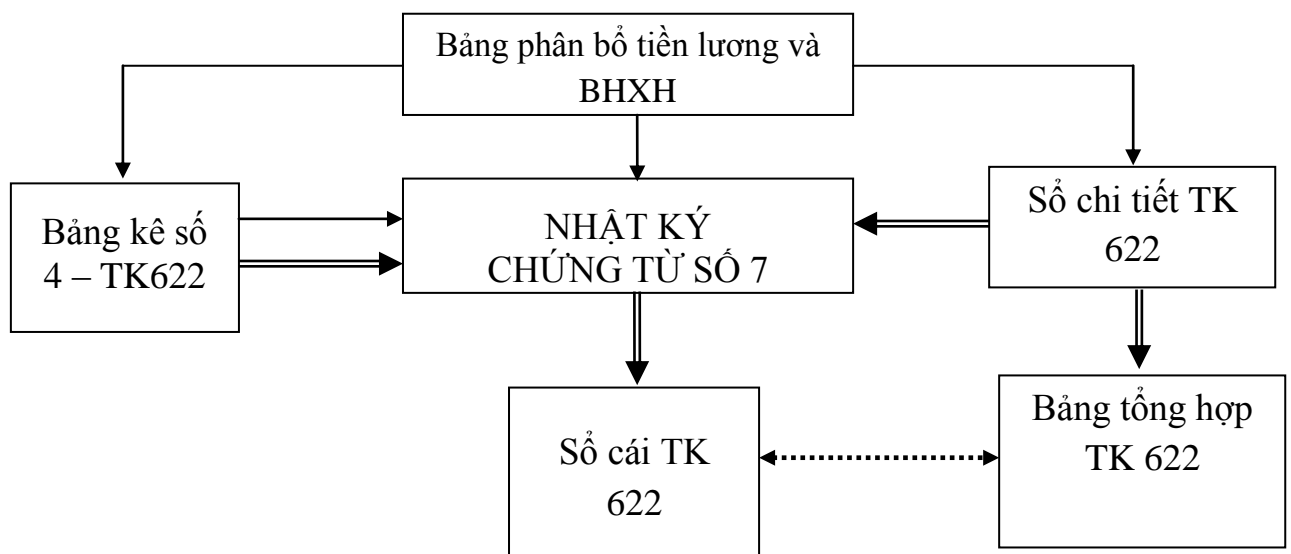 Bảng phân bổ tiền lương và
BHXH
Bảng kê số
4 – TK622
NHẬT KÝ
CHỨNG TỪ SỐ 7
Sổ chi tiết TK
622
Sổ cái TK
622
Bảng tổng hợp
TK 622